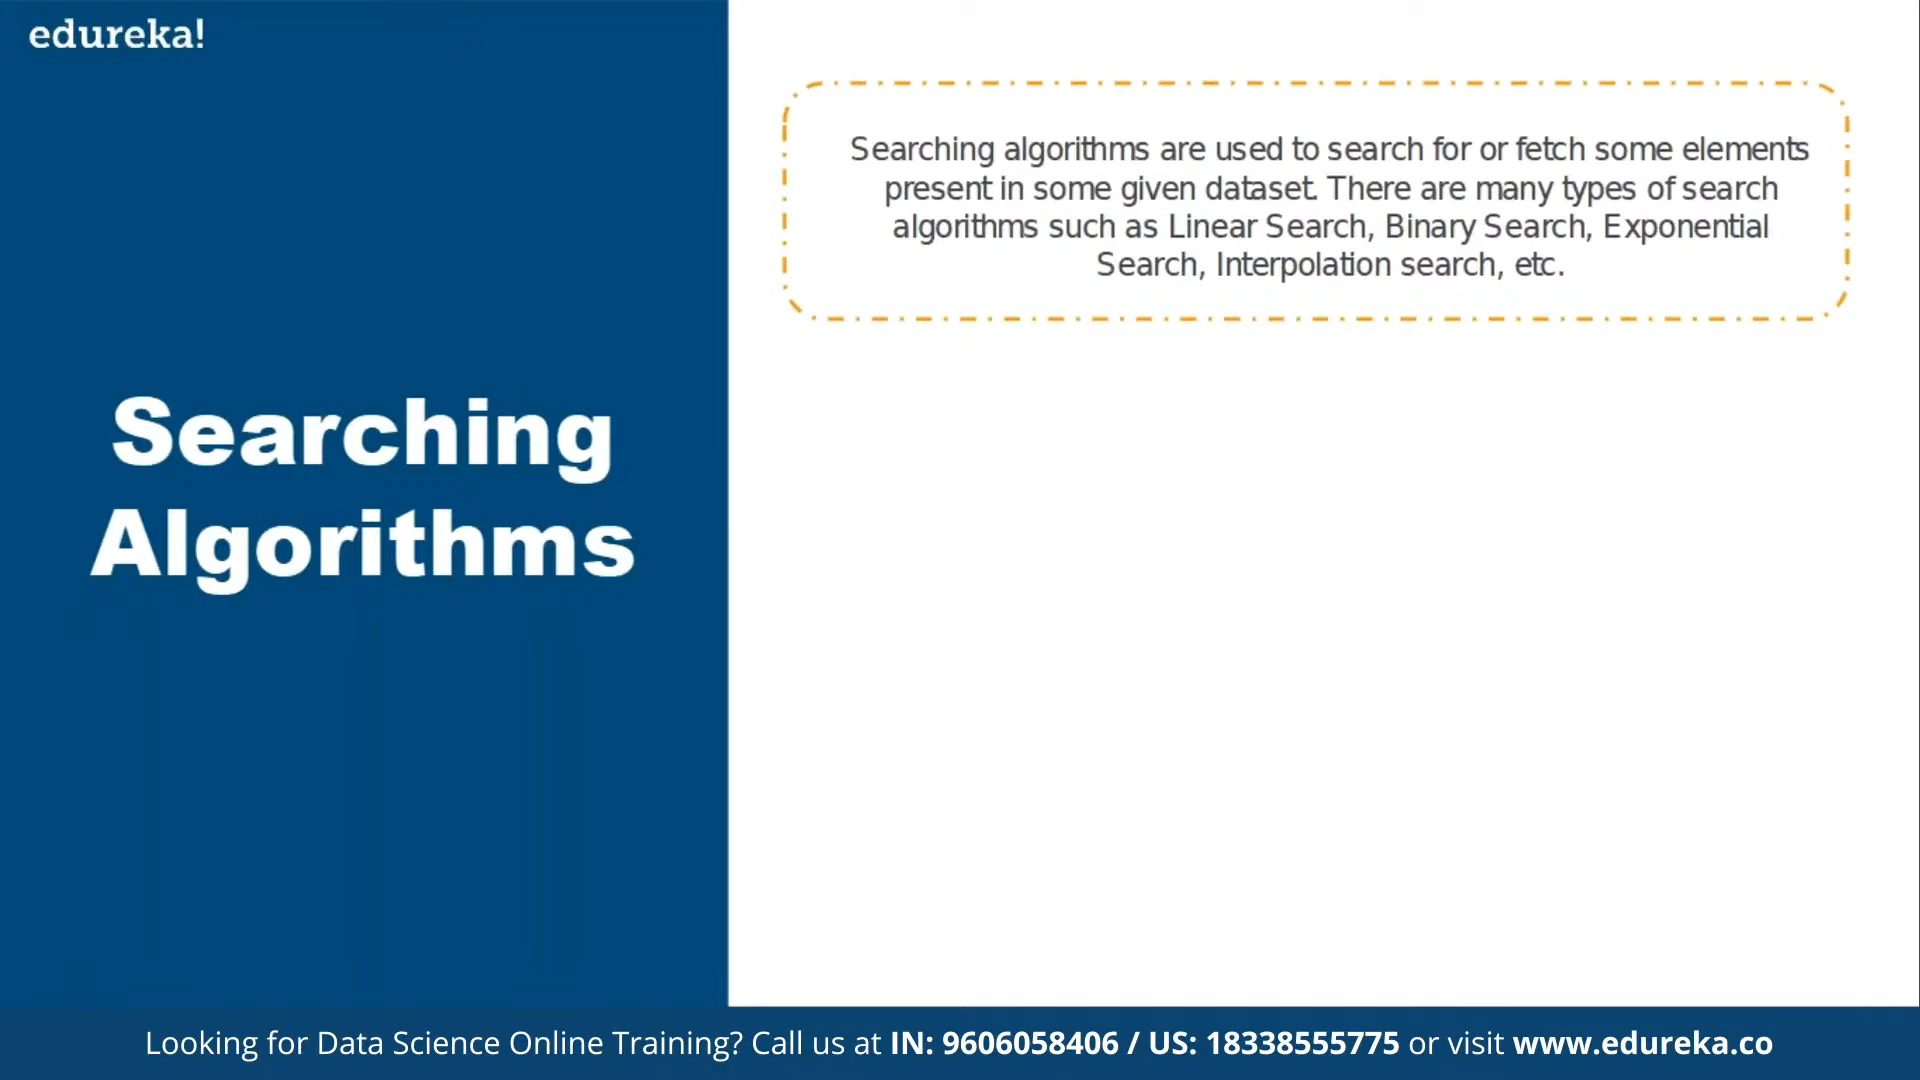 edureka!
Searching algorithms are used to search for or fetch some elements
present in some given dataset. There are many types of search
algorithms such as Linear Search, Binary Search, Exponential
Search, Interpolation search, etc.
Searching
Algorithms
Looking for Data Science Online Training? Call us at IN: 9606058406 / US: 18338555775 or visit www.edureka.co